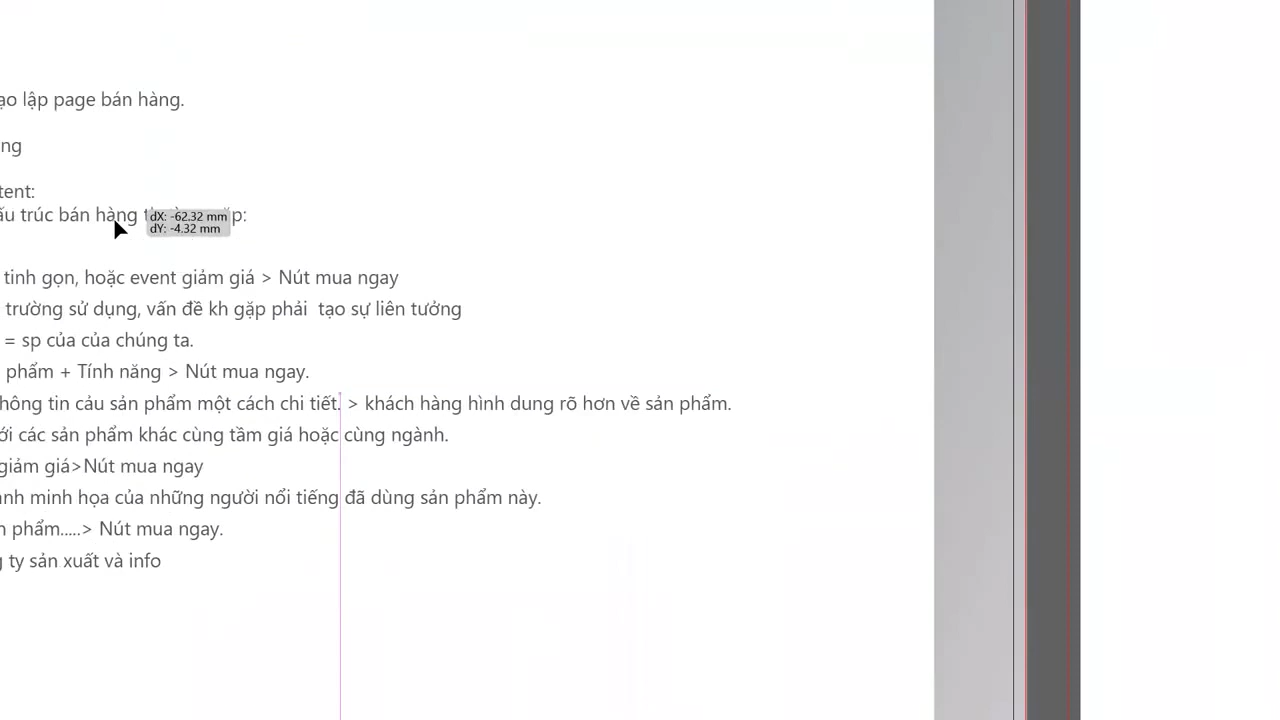 lập page bán hàng.
ng
tent:
trúc bán hàng
dX: -62.32 mm
dY: -4.32 mm
tinh gọn, hoặc event giảm giá > Nút mua ngay
trường sử dụng, vấn đề kh gặp phải tạo sự liên tưởng
= sp của của chúng ta.
phẩm + Tính năng > Nút mua ngay.
tin cảu sản phẩm một cách chi tiết. > khách hàng hình dung rõ hơn về sản phẩm.
các sản phẩm khác cùng tầm giá hoặc cùng ngành.
giảm giá>Nút mua ngay
minh họa của những người nổi tiếng đã dùng sản phẩm này.
phẩm.....> Nút mua ngay.
ty sản xuất và info